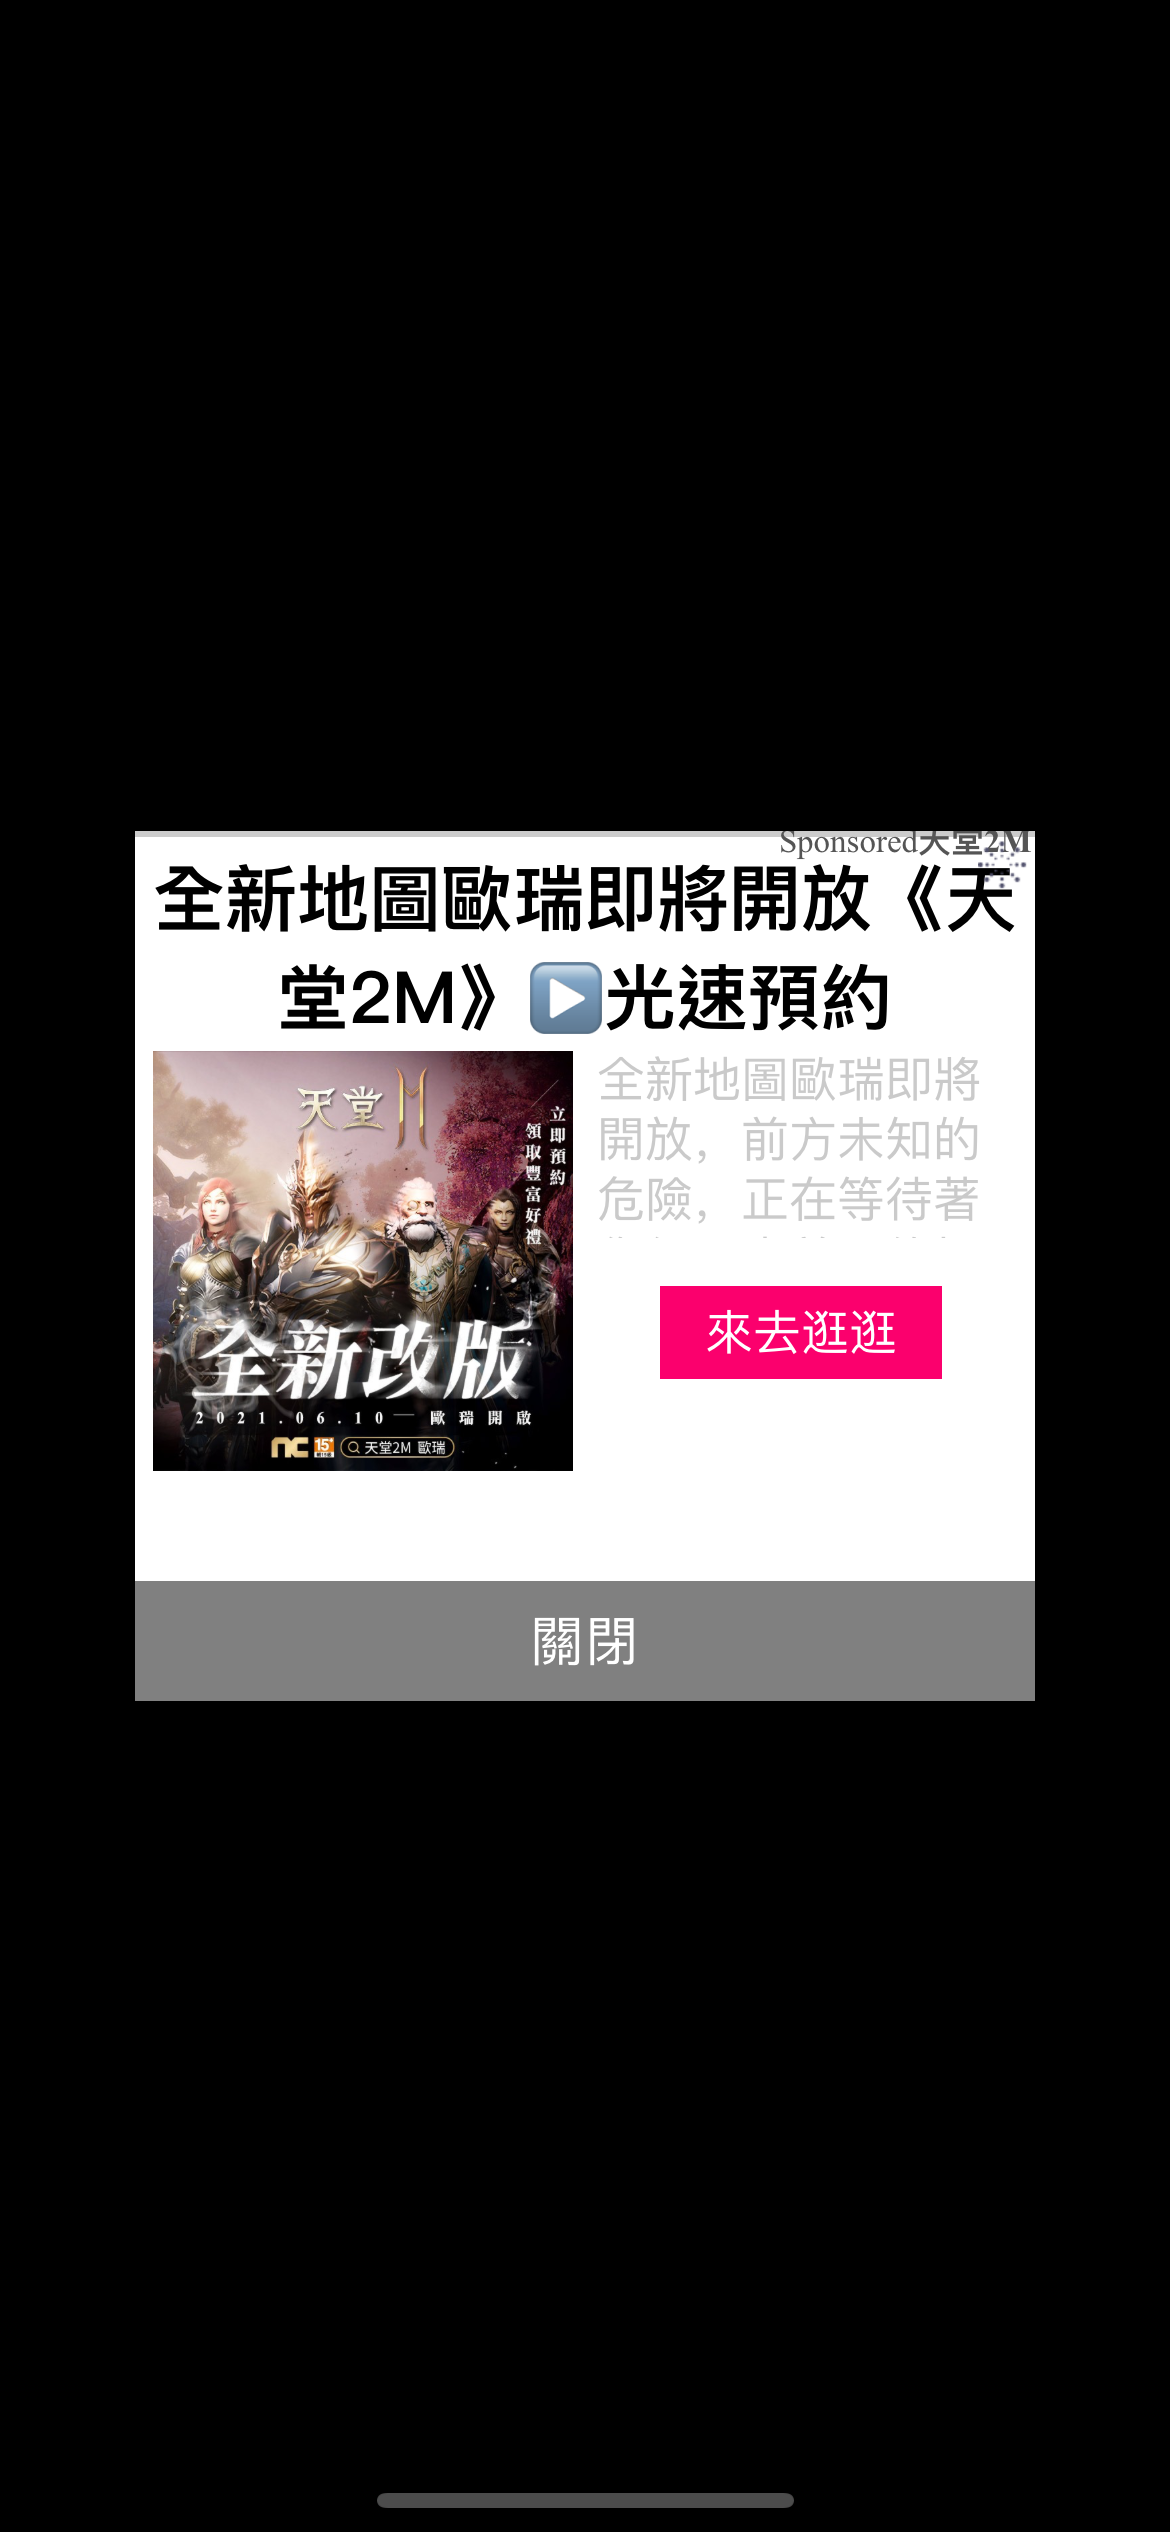 Sponsored天堂2M
全新地圖歐瑞即將開放《天
堂2M》▶️光速預約
天堂M
立即預約
領取豐富好禮
全新改版
2021.06.10 — 歐瑞開啟
nc 15+ 天堂2M 歐瑞
全新地圖歐瑞即將
開放，前方未知的
危險，正在等待著
來去逛逛
關閉